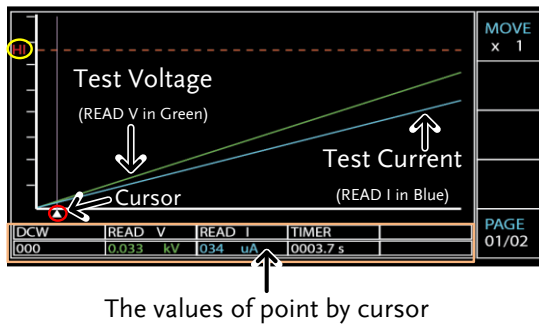 MOVE
x 1
HI
Test Voltage
(READ V in Green)
Test Current
(READ I in Blue)
Cursor
DCW READ V READ I TIMER
000 0.033 kV 034 uA 0003.7 s
PAGE
01/02
The values of point by cursor